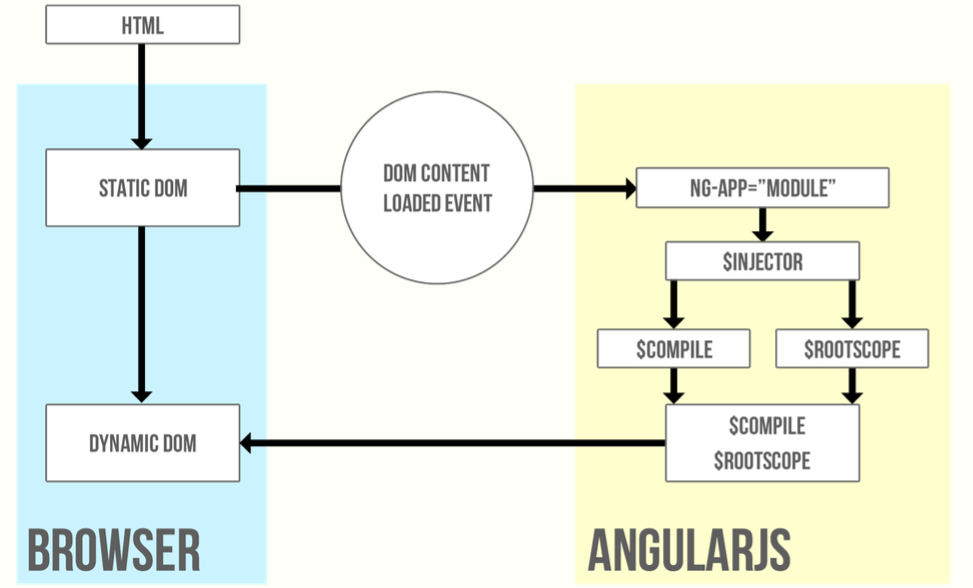 HTML
STATIC DOM
DOM CONTENT
LOADED EVENT
NG-APP=”MODULE”
$INJECTOR
$COMPILE
$ROOTSCOPE
DYNAMIC DOM
$COMPILE
$ROOTSCOPE
BROWSER
ANGULARJS